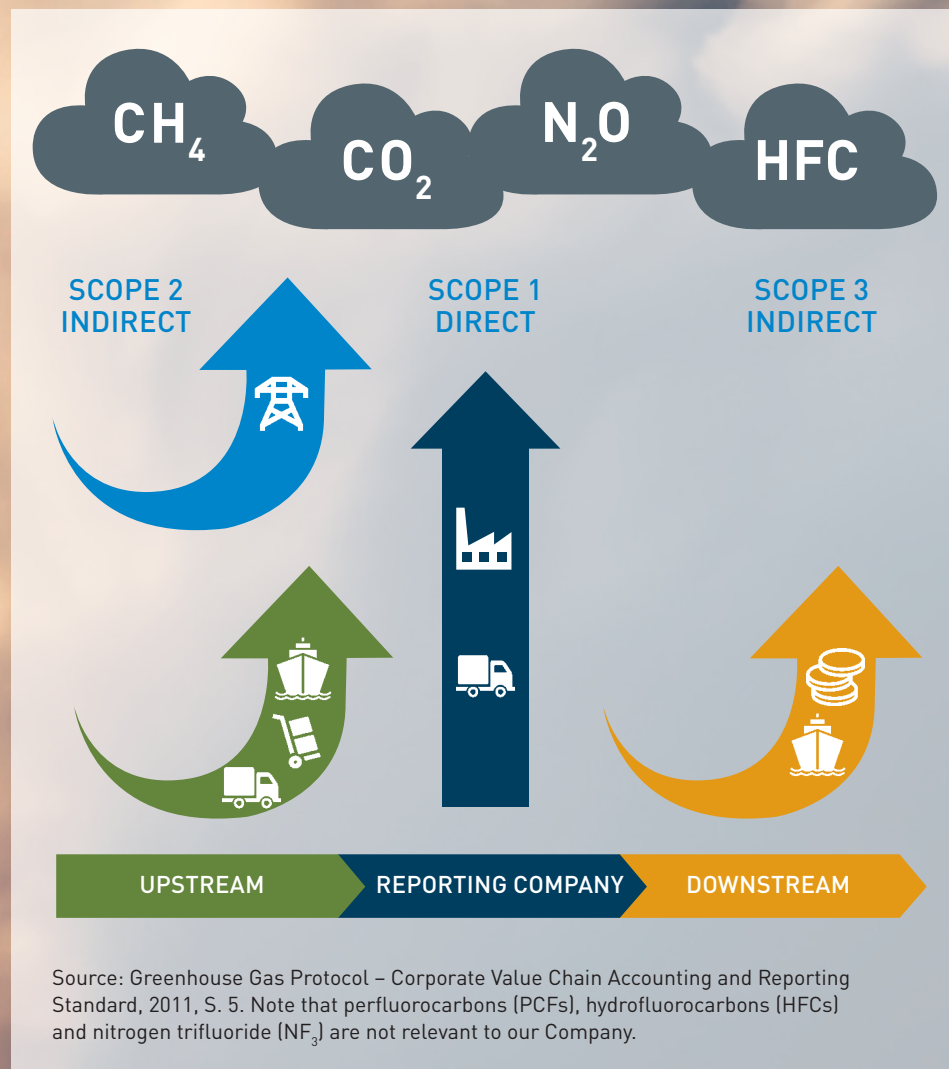 CH₄
CO₂
N₂O
HFC
SCOPE 2
INDIRECT
SCOPE 1
DIRECT
SCOPE 3
INDIRECT
UPSTREAM
REPORTING COMPANY
DOWNSTREAM
Source: Greenhouse Gas Protocol – Corporate Value Chain Accounting and Reporting
Standard, 2011, S. 5. Note that perfluorocarbons (PCFs), hydrofluorocarbons (HFCs)
and nitrogen trifluoride (NF₃) are not relevant to our Company.